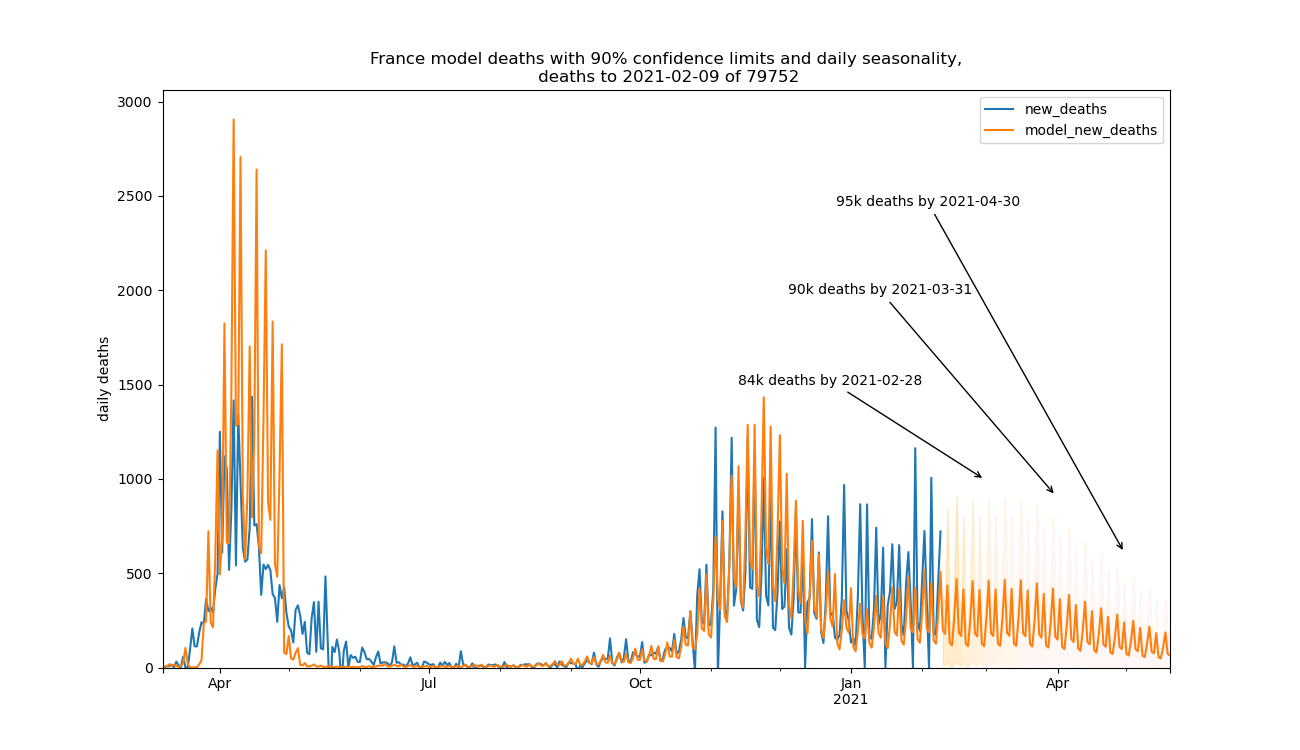 France model deaths with 90% confidence limits and daily seasonality,
deaths to 2021-02-09 of 79752
3000
2500
2000
1500
1000
500
0
daily deaths
new_deaths
model_new_deaths
95k deaths by 2021-04-30
90k deaths by 2021-03-31
84k deaths by 2021-02-28
Apr
Jul
Oct
Jan
2021
Apr